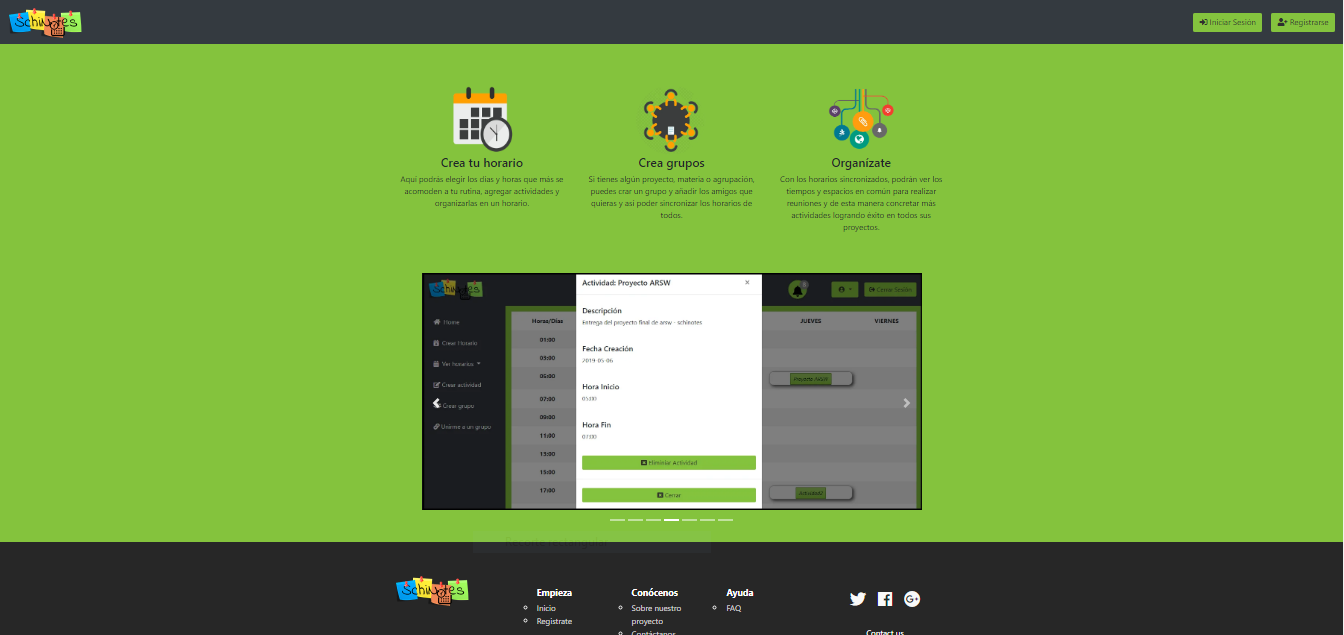 Schinotes
Iniciar Sesión
Registrarse
Crea tu horario
Aquí podrás elegir los días y horas que más se
acomoden a tu rutina, agregar actividades y
organizarlas en un horario.
Crea grupos
Si tienes algún proyecto, materia o agrupación,
puedes crar un grupo y añadir los amigos que
quieras y así poder sincronizar los horarios de
todos.
Organízate
Con los horarios sincronizados, podrán ver los
tiempos y espacios en común para realizar
reuniones y de esta manera concretar más
actividades logrando éxito en todos sus
proyectos.
Schinotes
Cerrar Sesión
Home
Crear Horario
Ver horarios
Crear actividad
Crear grupo
Unirme a un grupo
Horas/Dias
JUEVES
VIERNES
01:00
03:00
05:00
Proyecto ARSW
07:00
09:00
11:00
13:00
15:00
17:00
Actividad: Proyecto ARSW
×
Descripción
Entrega del proyecto final de arsw - schinotes
Fecha Creación
2019-05-06
Hora Inicio
05:00
Hora Fin
07:00
Eliminar Actividad
Cerrar
Schinotes
Empieza
Inicio
Registrate
Conócenos
Sobre nuestro
proyecto
Contáctanos
Ayuda
FAQ
Contact us